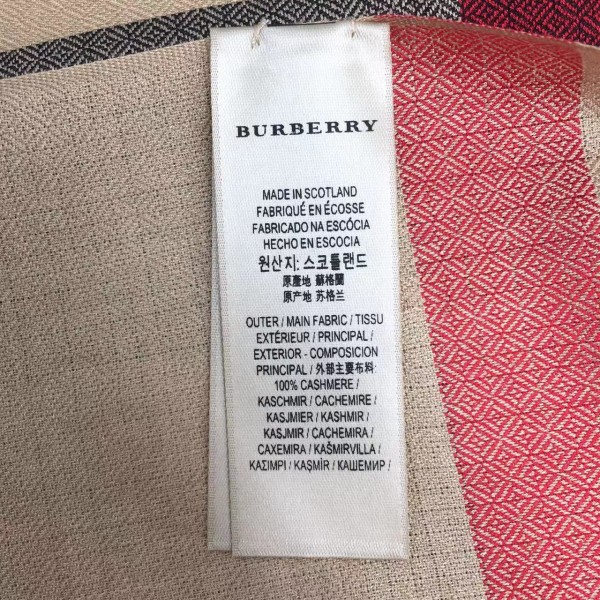 BURBERRY
MADE IN SCOTLAND
FABRIQUÉ EN ÉCOSSE
FABRICADO NA ESCÓCIA
HECHO EN ESCOCIA
원산지: 스코틀랜드
原產地 蘇格蘭
原产地 苏格兰
OUTER / MAIN FABRIC / TISSU
EXTÉRIEUR / PRINCIPAL /
EXTERIOR - COMPOSICIÓN
PRINCIPAL / 外部主要布料:
100% CASHMERE /
KASCHMIR / CACHEMIRE /
KASJMIER / KASHMIR /
KASJMIR / CACHEMIRA /
CAXEMIRA / KAŠMIRVILLA /
ΚΑΣΙΜΙΡΙ / KAŞMİR / КАШЕМИР /